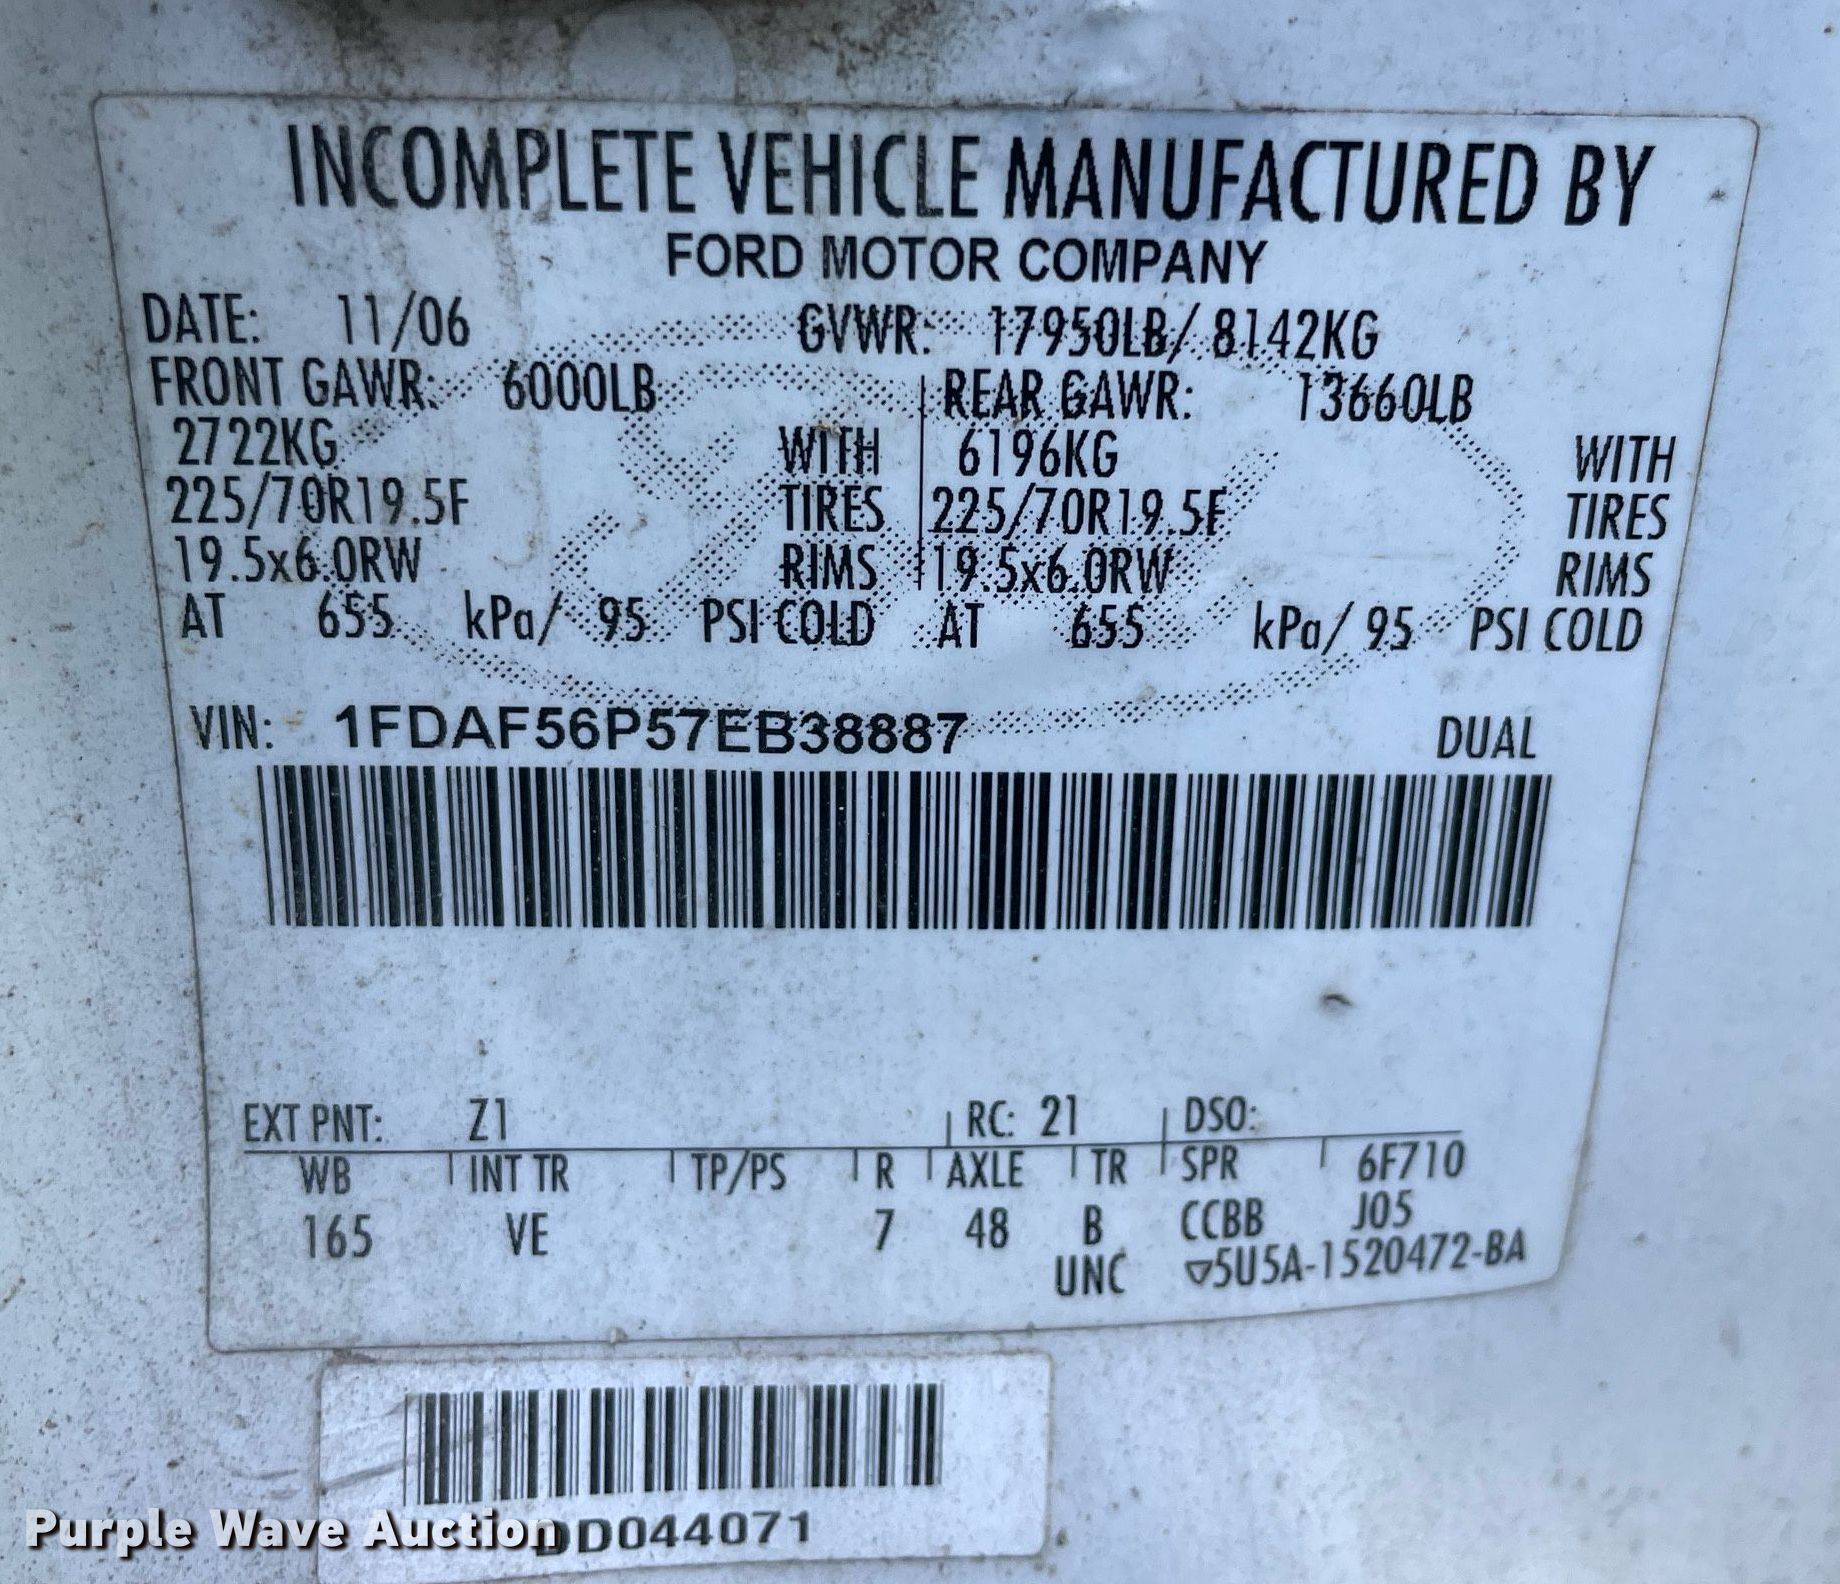 INCOMPLETE VEHICLE MANUFACTURED BY
FORD MOTOR COMPANY
DATE: 11/06 GVWR: 17950LB/ 8142KG
FRONT GAWR: 6000LB REAR GAWR: 13660LB
2722KG WITH 6196KG WITH
225/70R19.5F TIRES 225/70R19.5F TIRES
19.5x6.0RW RIMS 19.5x6.0RW RIMS
AT 655 kPa/ 95 PSI COLD AT 655 kPa/ 95 PSI COLD
VIN: 1FDAF56P57EB38887 DUAL
EXT PNT: Z1 RC: 21 DSO:
WB INT TR TP/PS R AXLE TR SPR 6F710
165 VE 7 48 B CCBB J05
UNC ▽5U5A-1520472-BA
DD044071
Purple Wave Auction